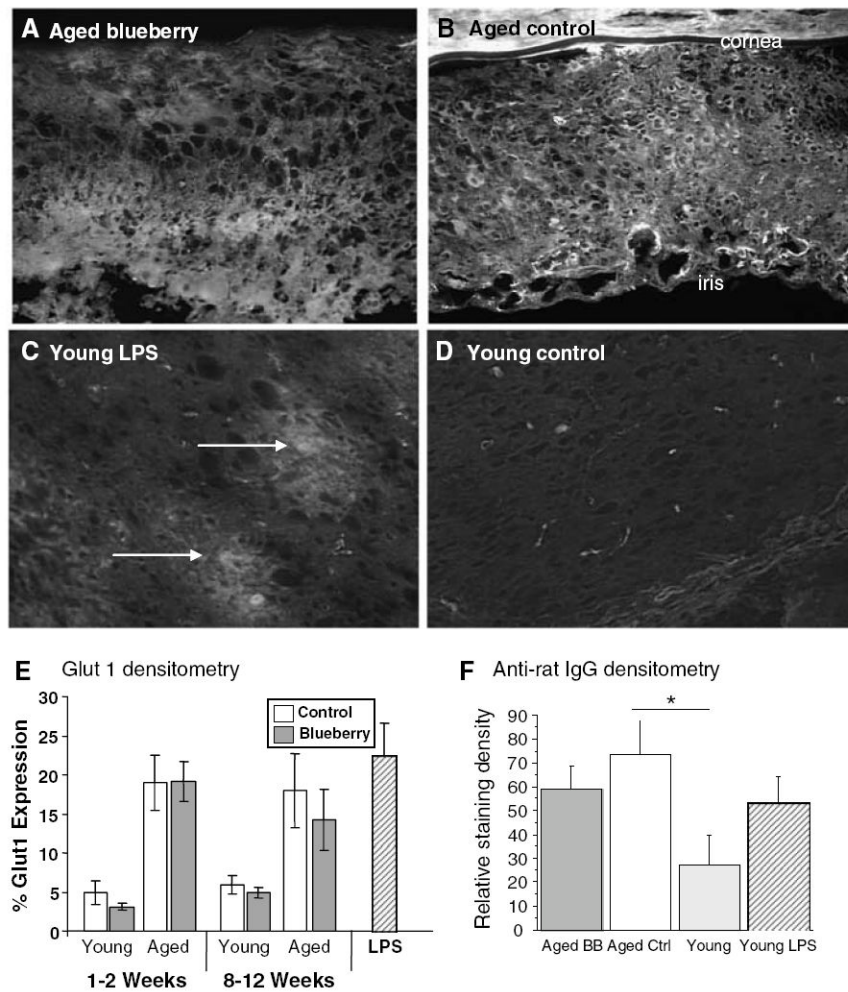 A Aged blueberry
B Aged control
cornea
iris
C Young LPS
D Young control
E Glut 1 densitometry
% Glut1 Expression
30
25
20
15
10
5
0
Control
Blueberry
Young Aged Young Aged LPS
1-2 Weeks 8-12 Weeks
F Anti-rat IgG densitometry
Relative staining density
90
80
70
60
50
40
30
20
10
0
*
Aged BB Aged Ctrl Young Young LPS